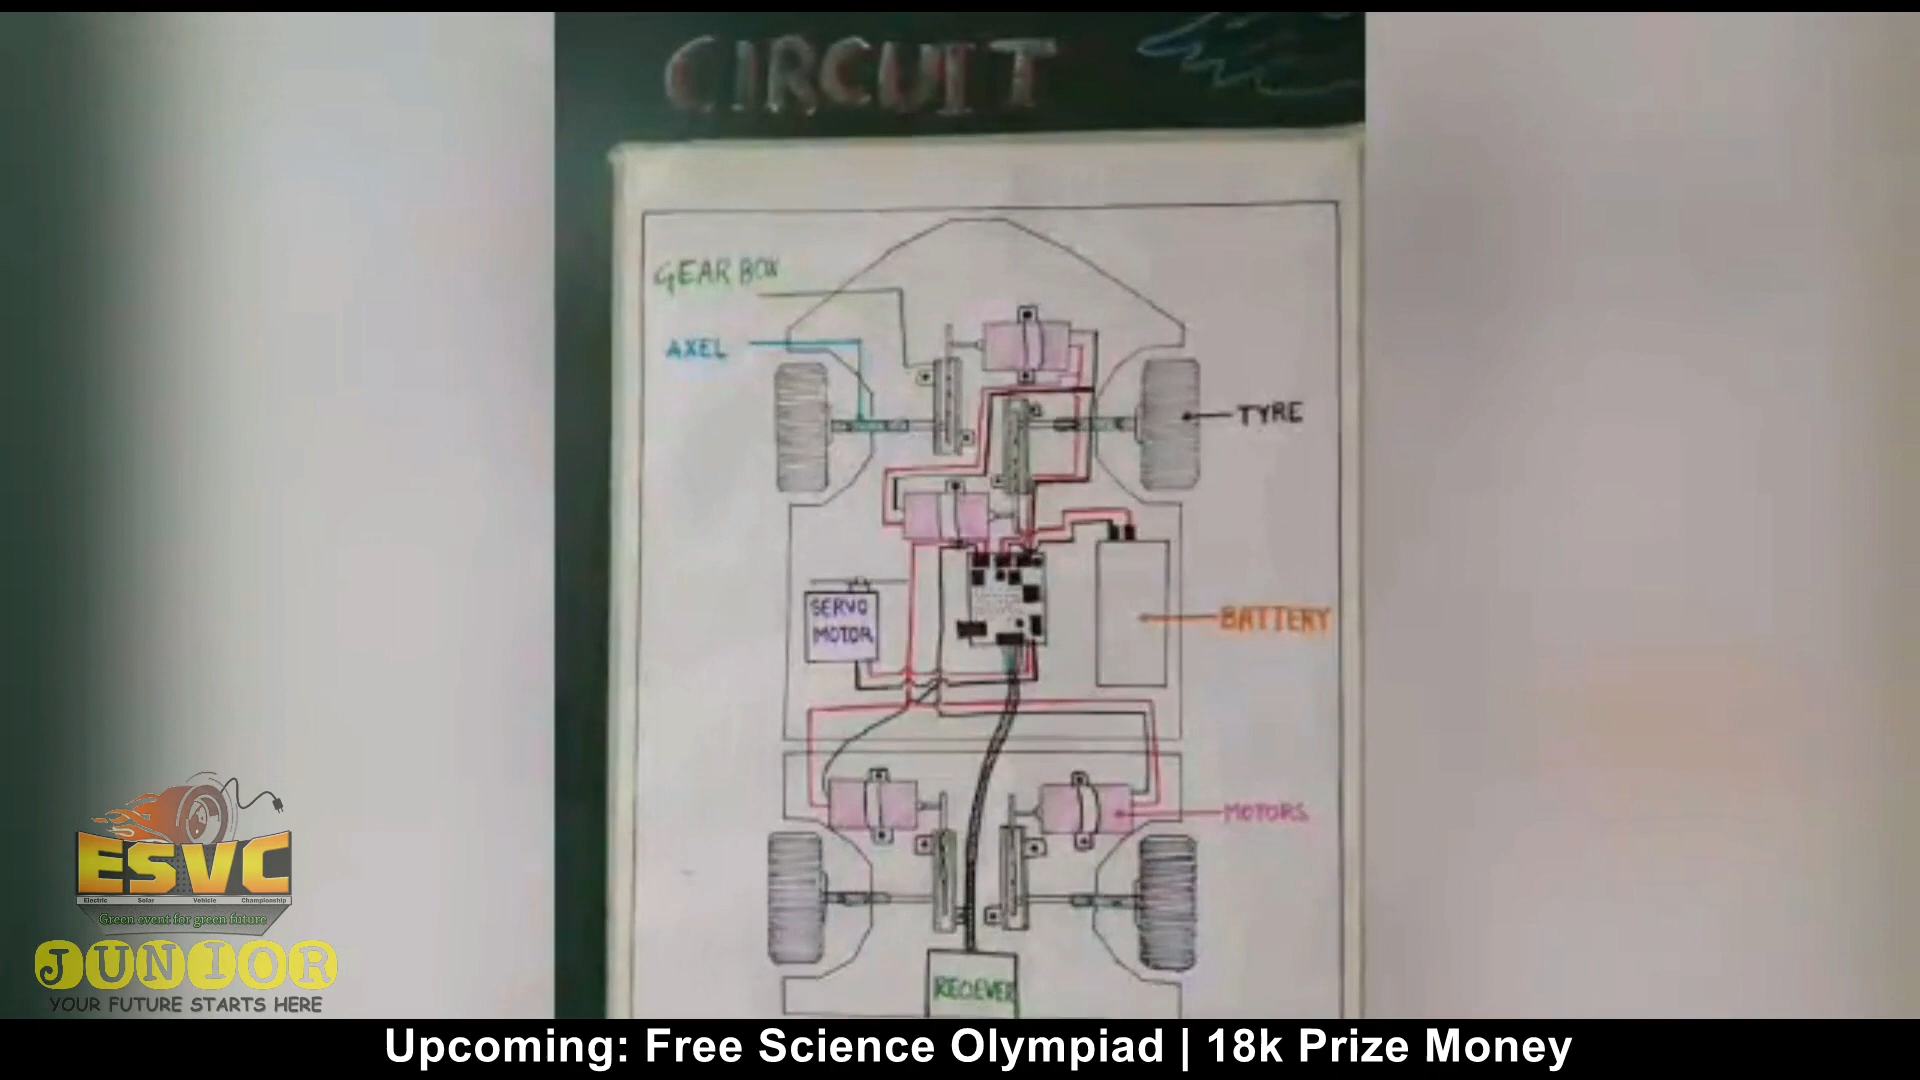 CIRCUIT
GEAR BOX
AXEL
TYRE
SERVO
MOTOR
BATTERY
MOTORS
RECIEVER
ESVC
Electric Solar Vehicle Championship
Green event for green future
JUNIOR
YOUR FUTURE STARTS HERE
Upcoming: Free Science Olympiad | 18k Prize Money